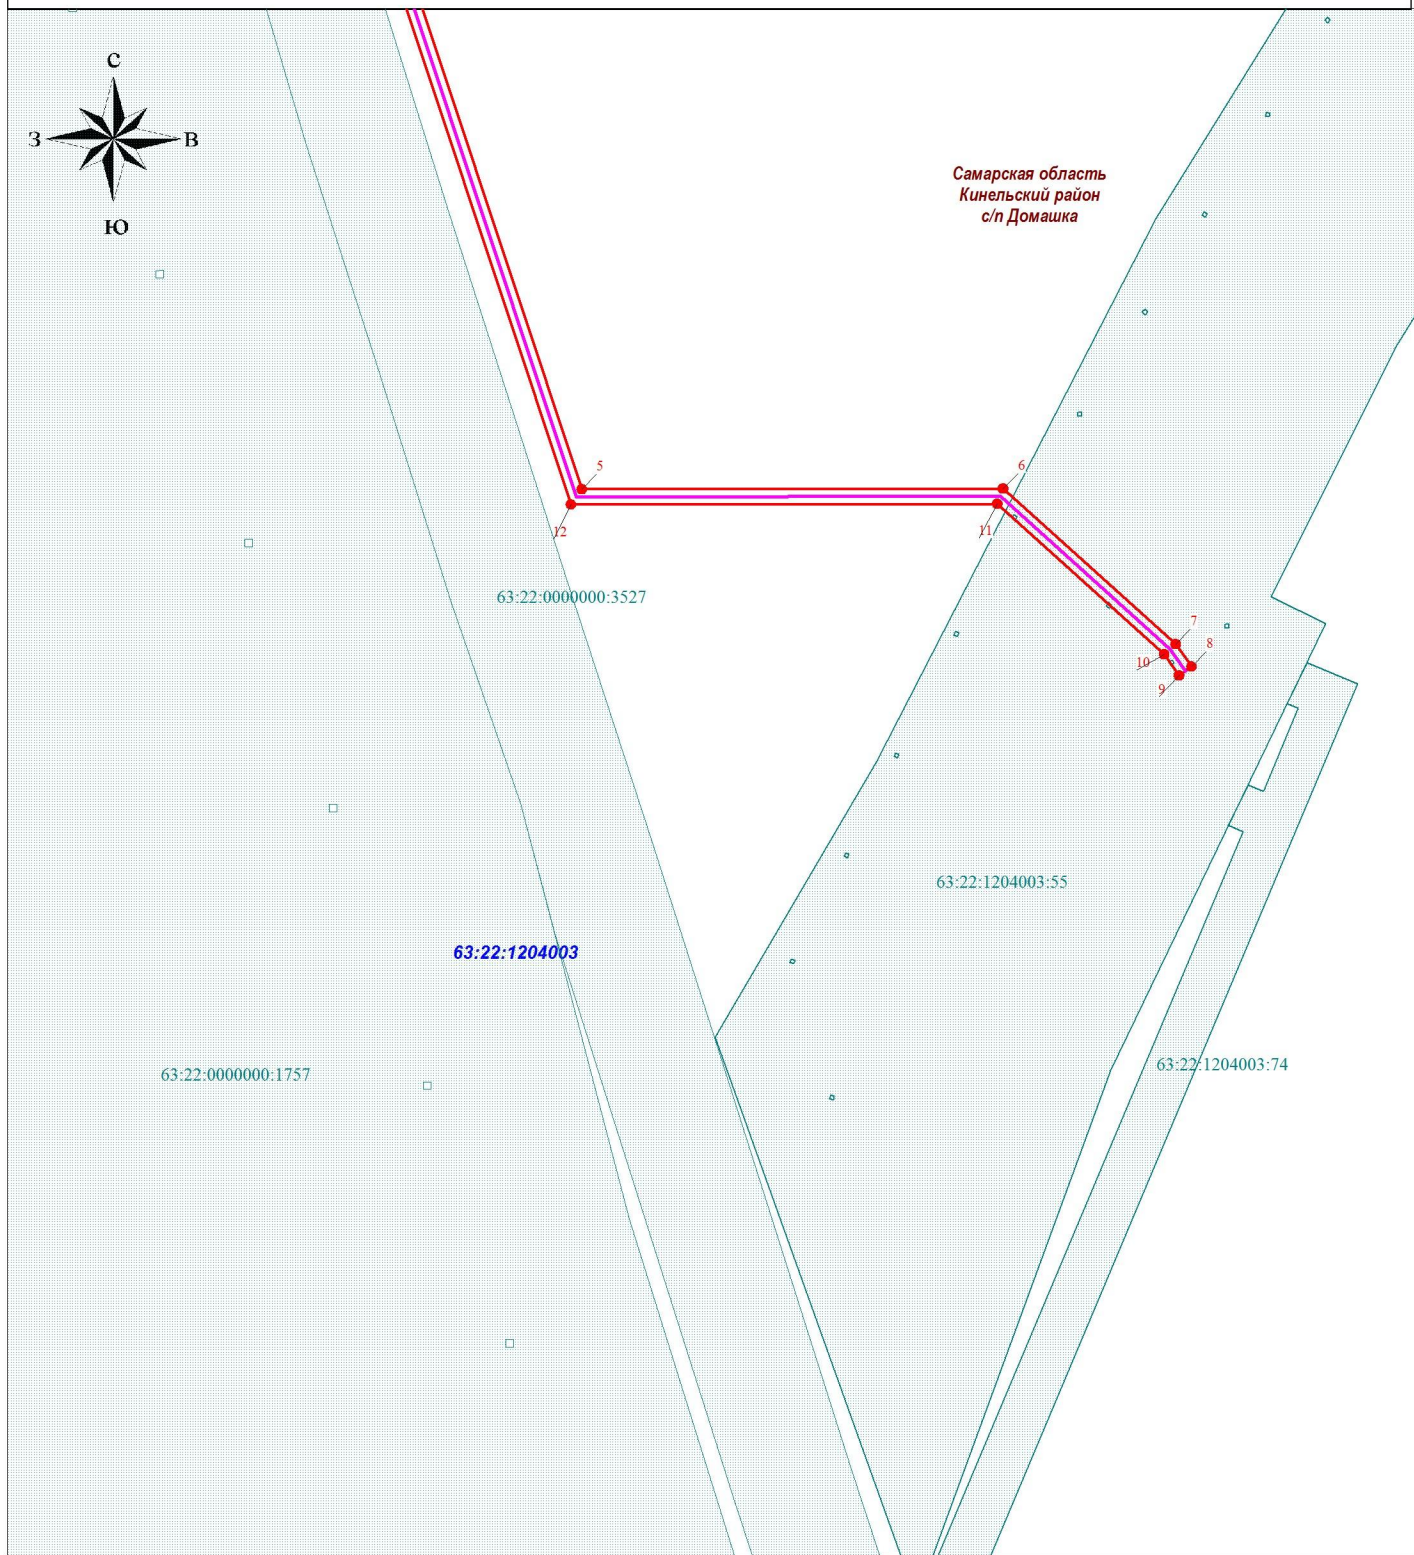 С
З
В
Ю
Самарская область
Кинельский район
с/п Домашка
5
6
12
11
63:22:0000000:3527
7
8
10
9
63:22:1204003:55
63:22:1204003
63:22:1204003:74
63:22:0000000:1757